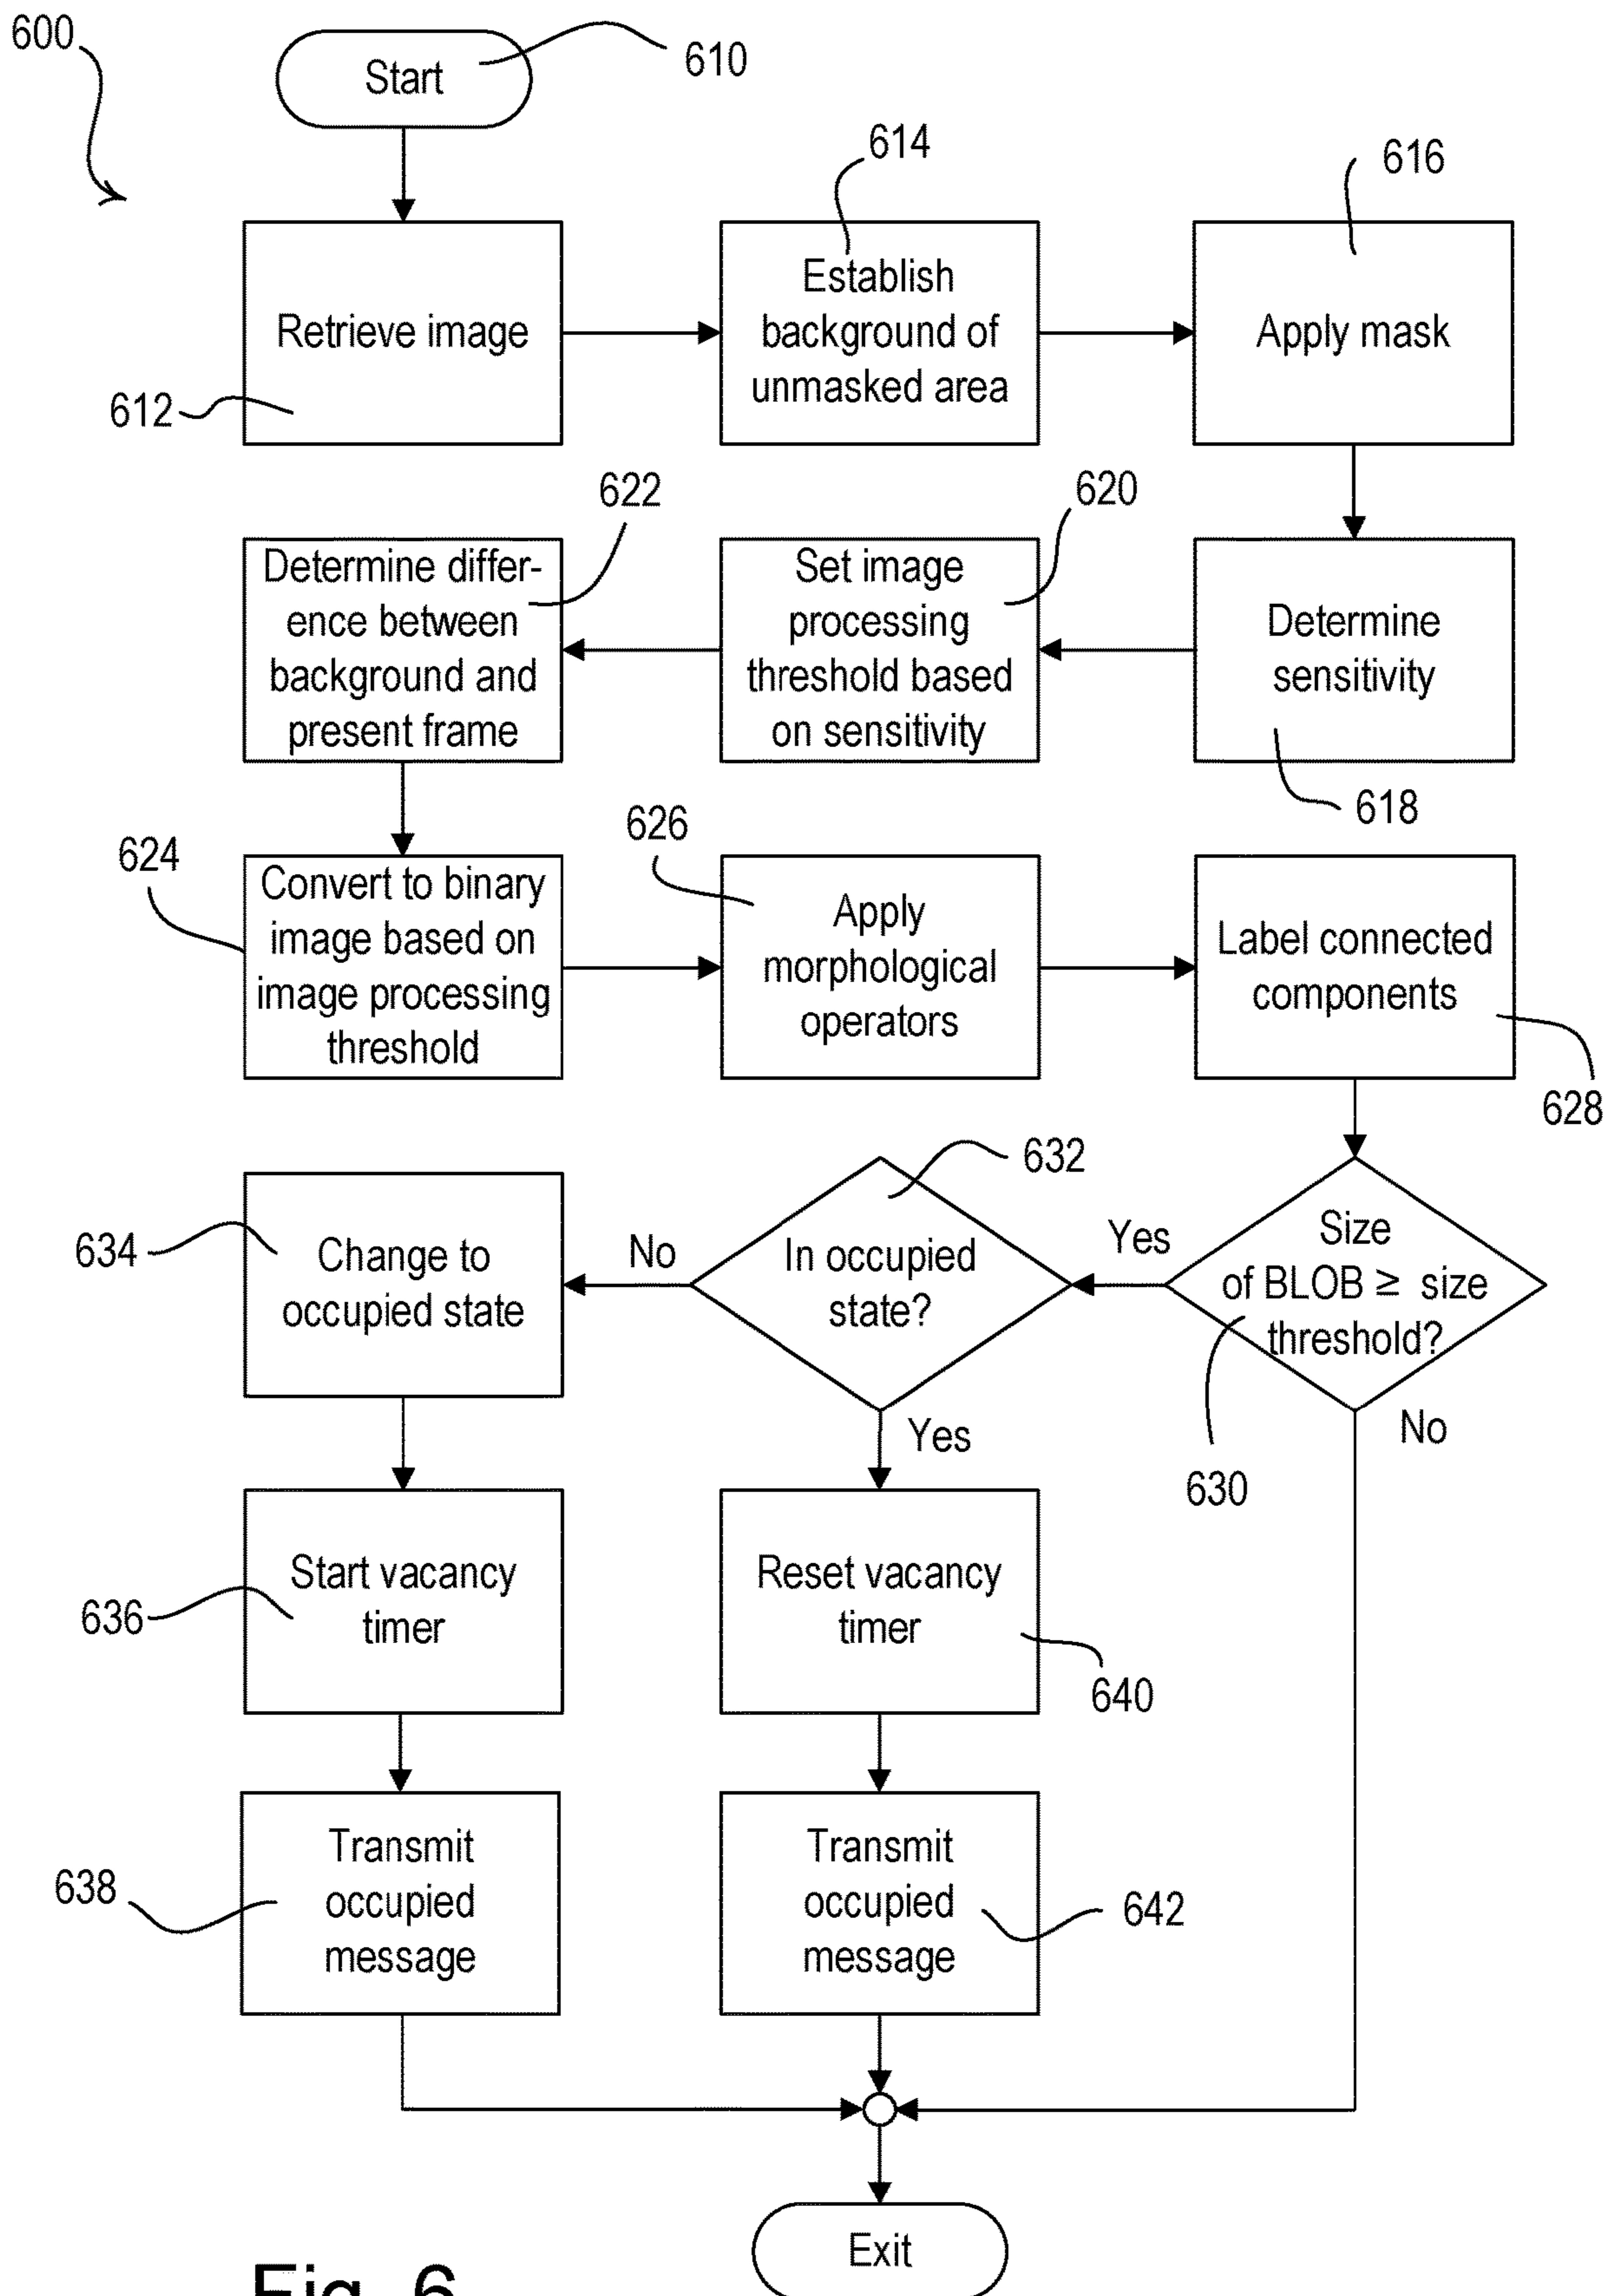 600
Start
610
614
616
Retrieve image
612
Establish
background of
unmasked area
Apply mask
622
620
Determine differ-
ence between
background and
present frame
Set image
processing
threshold based
on sensitivity
Determine
sensitivity
618
624
626
Convert to binary
image based on
image processing
threshold
Apply
morphological
operators
Label connected
components
628
632
634
Change to
occupied state
No
In occupied
state?
Yes
Size
of BLOB ≥ size
threshold?
Yes
No
630
636
Start vacancy
timer
Reset vacancy
timer
640
638
Transmit
occupied
message
Transmit
occupied
message
642
Exit
Fig. 6